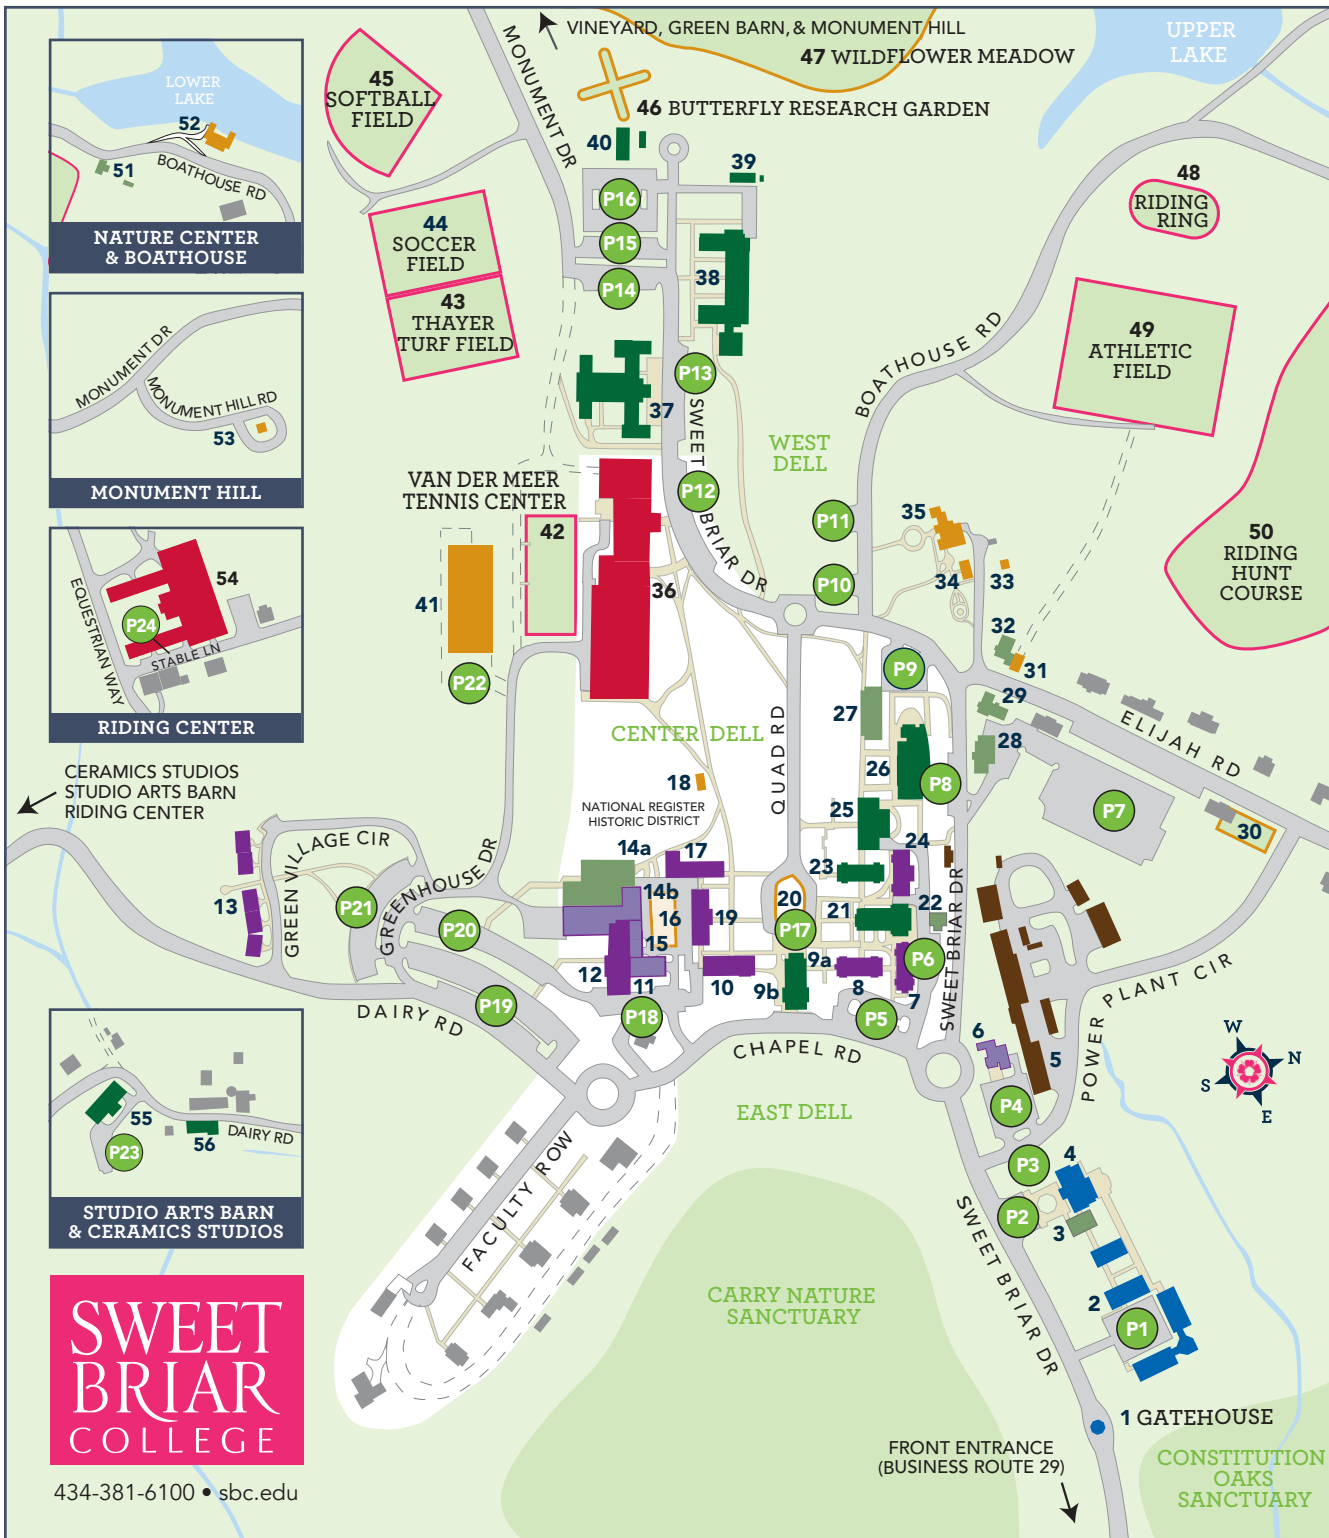 VINEYARD, GREEN BARN, & MONUMENT HILL
47 WILDFLOWER MEADOW
UPPER
LAKE
MONUMENT DR
45
SOFTBALL
FIELD
46 BUTTERFLY RESEARCH GARDEN
LOWER
LAKE
52
51
BOATHOUSE RD
NATURE CENTER
& BOATHOUSE
40
39
P16
P15
P14
44
SOCCER
FIELD
43
THAYER
TURF FIELD
38
48
RIDING
RING
49
ATHLETIC
FIELD
BOATHOUSE RD
MONUMENT DR
MONUMENT HILL RD
53
MONUMENT HILL
P13
37
SWEET BRIAR DR
WEST
DELL
VAN DER MEER
TENNIS CENTER
P12
P11
35
42
50
RIDING
HUNT
COURSE
34
33
P10
36
41
EQUESTRIAN WAY
54
P24
STABLE LN
RIDING CENTER
32
31
P22
P9
29
27
28
CENTER DELL
QUAD RD
ELIJAH RD
26
P8
18
P7
CERAMICS STUDIOS
STUDIO ARTS BARN
RIDING CENTER
NATIONAL REGISTER
HISTORIC DISTRICT
25
30
GREEN VILLAGE CIR
GREENHOUSE DR
14a
17
24
23
14b
20
22
13
P21
P20
16
19
21
P17
15
SWEET BRIAR DR
12
11
10
9a
9b
8
P6
7
P19
P18
P5
DAIRY RD
CHAPEL RD
POWER PLANT CIR
6
5
W
N
S
E
P4
55
56
DAIRY RD
P23
STUDIO ARTS BARN
& CERAMICS STUDIOS
EAST DELL
FACULTY ROW
P3
4
P2
3
SWEET BRIAR DR
2
P1
CARRY NATURE
SANCTUARY
SWEET
BRIAR
COLLEGE
434-381-6100 • sbc.edu
1 GATEHOUSE
FRONT ENTRANCE
(BUSINESS ROUTE 29)
CONSTITUTION
OAKS
SANCTUARY